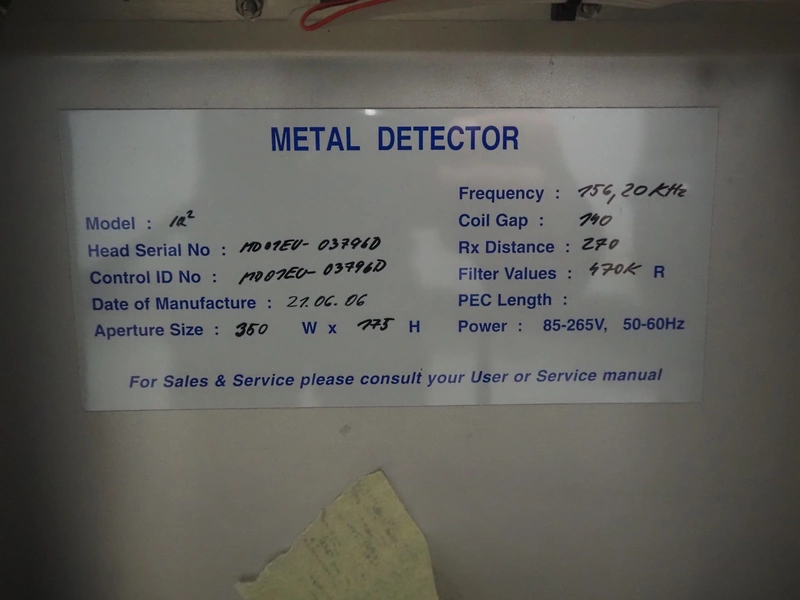 METAL DETECTOR
Model : IQ²
Head Serial No : MD01EU-03796D
Control ID No : MD01EU-03796D
Date of Manufacture : 21.06.06
Aperture Size : 350 W x 175 H
Frequency : 156,20 KHz
Coil Gap : 140
Rx Distance : 270
Filter Values : 470K R
PEC Length :
Power : 85-265V, 50-60Hz
For Sales & Service please consult your User or Service manual